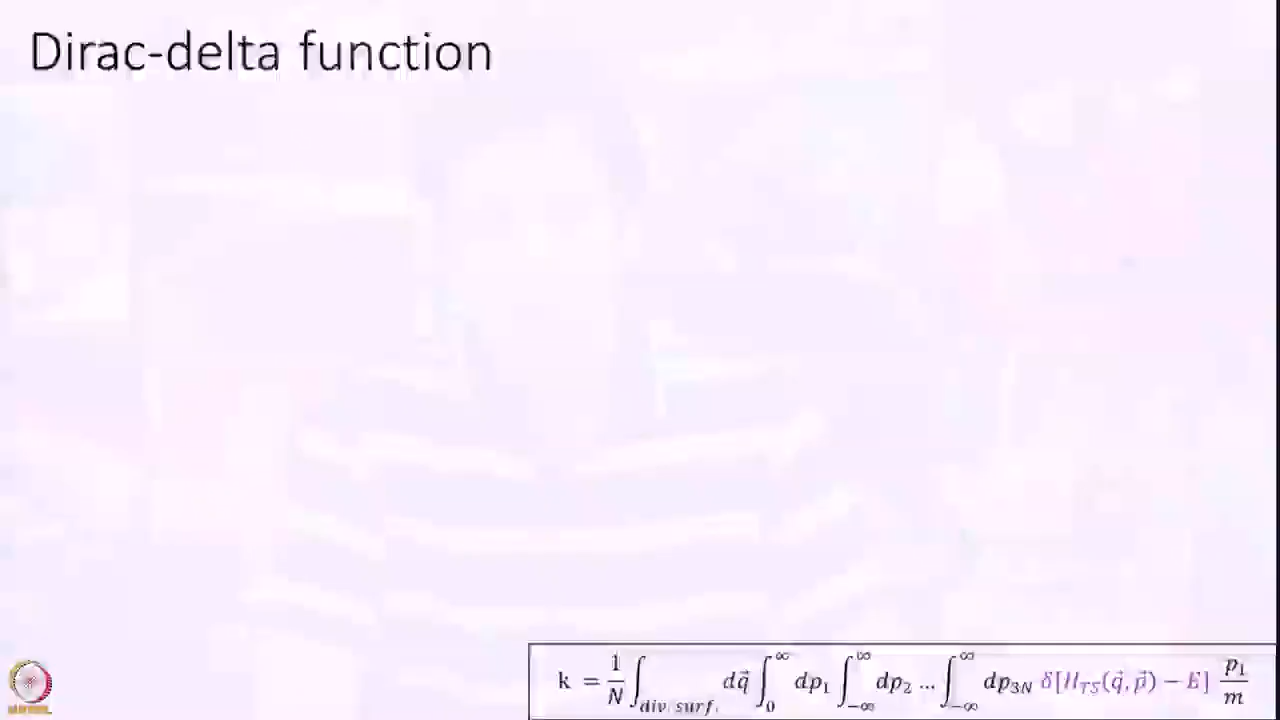 Dirac-delta function
k = 1/N ∫_{div. surf.} dq⃗ ∫_0^∞ dp_1 ∫_{-∞}^∞ dp_2 ... ∫_{-∞}^∞ dp_{3N} δ[H_{TS}(q⃗, p⃗) − E] p_1/m